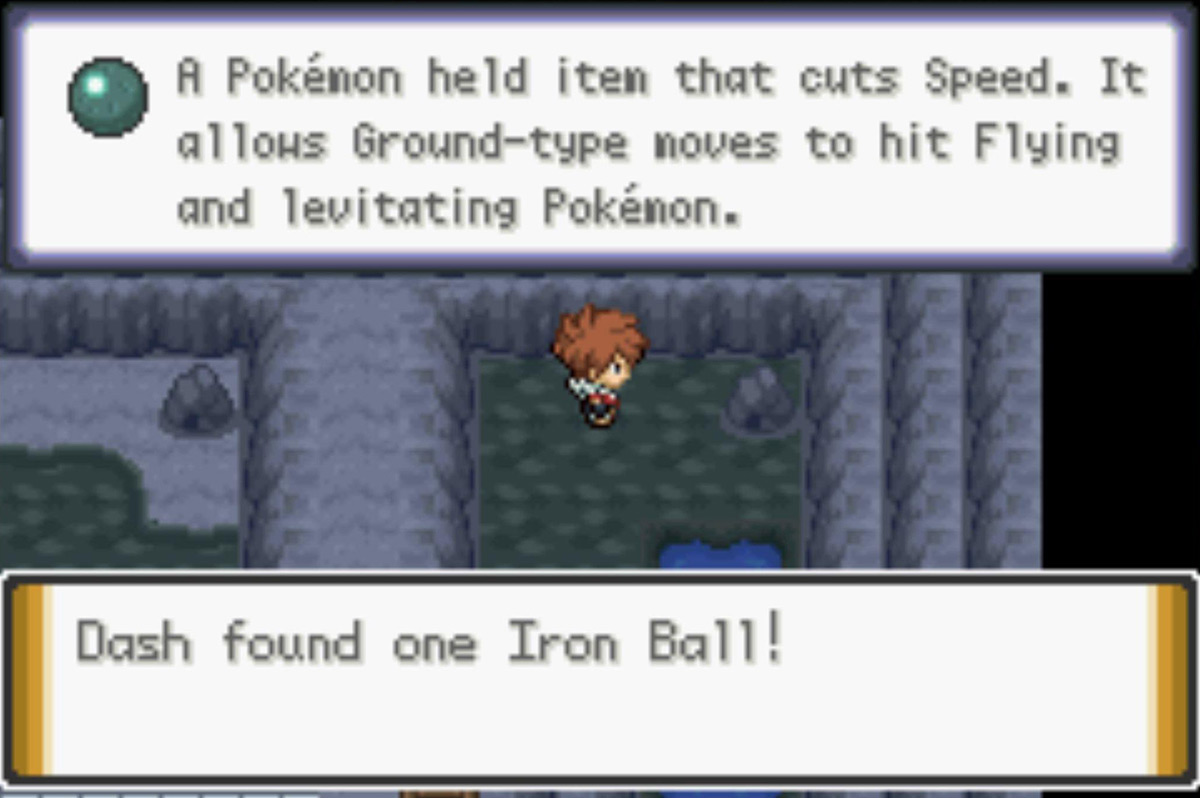 A Pokémon held item that cuts Speed. It
allows Ground-type moves to hit Flying
and levitating Pokémon.
Dash found one Iron Ball!